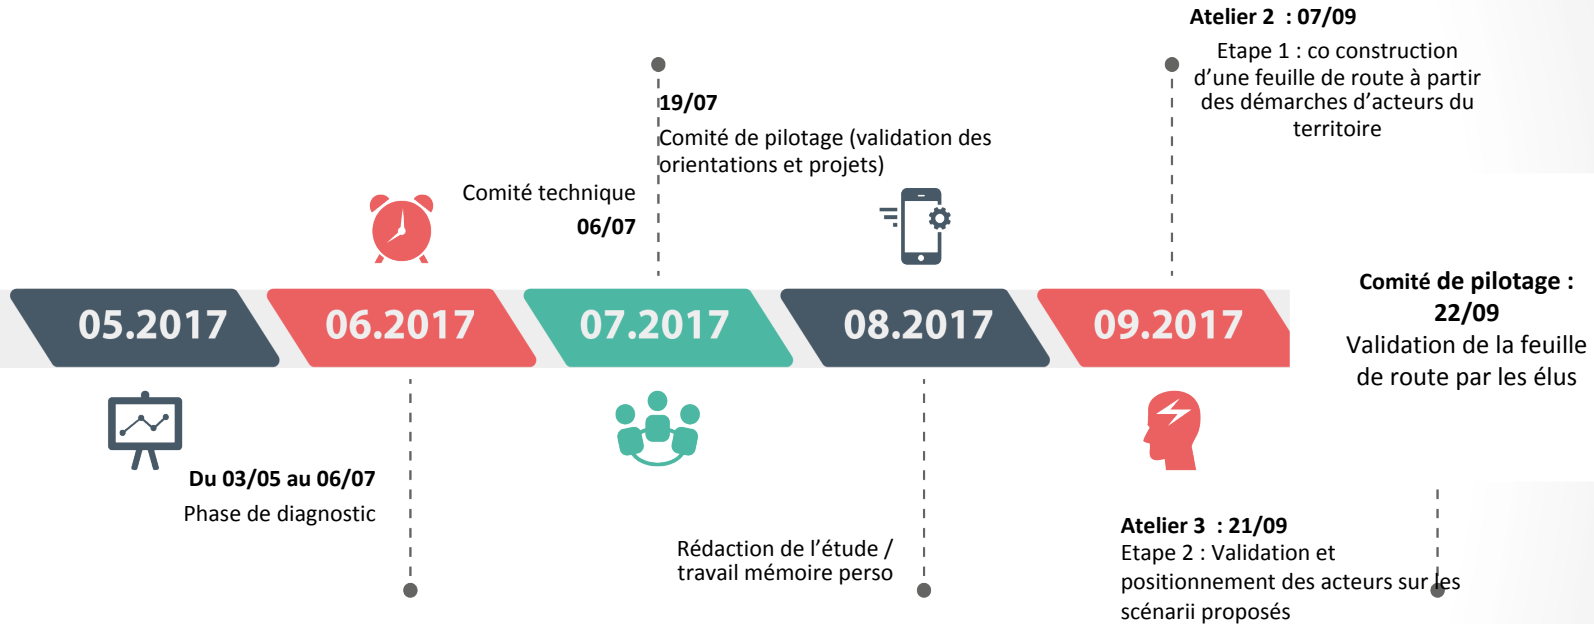 Atelier 2  : 07/09
Etape 1 : co construction
d’une feuille de route à partir
des démarches d’acteurs du
territoire
19/07
Comité de pilotage (validation des
orientations et projets)
Comité technique
06/07
05.2017
06.2017
07.2017
08.2017
09.2017
Comité de pilotage :
22/09
Validation de la feuille
de route par les élus
Du 03/05 au 06/07
Phase de diagnostic
Rédaction de l’étude /
travail mémoire perso
Atelier 3  : 21/09
Etape 2 : Validation et
positionnement des acteurs sur les
scénarii proposés